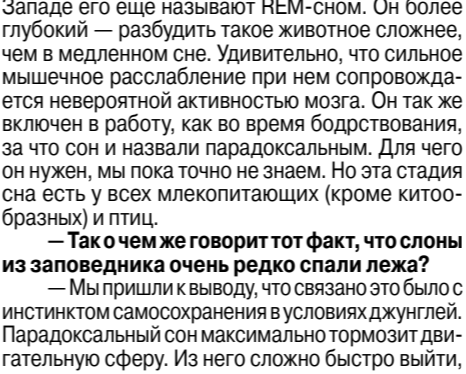 Западе его еще называют REM-сном. Он более
глубокий — разбудить такое животное сложнее,
чем в медленном сне. Удивительно, что сильное
мышечное расслабление при нем сопровожда-
ется невероятной активностью мозга. Он так же
включен в работу, как во время бодрствования,
за что сон и назвали парадоксальным. Для чего
он нужен, мы пока точно не знаем. Но эта стадия
сна есть у всех млекопитающих (кроме китоо-
бразных) и птиц.
— Так о чем же говорит тот факт, что слоны
из заповедника очень редко спали лежа?
— Мы пришли к выводу, что связано это было с
инстинктом самосохранения в условиях джунглей.
Парадоксальный сон максимально тормозит дви-
гательную сферу. Из него сложно быстро выйти,